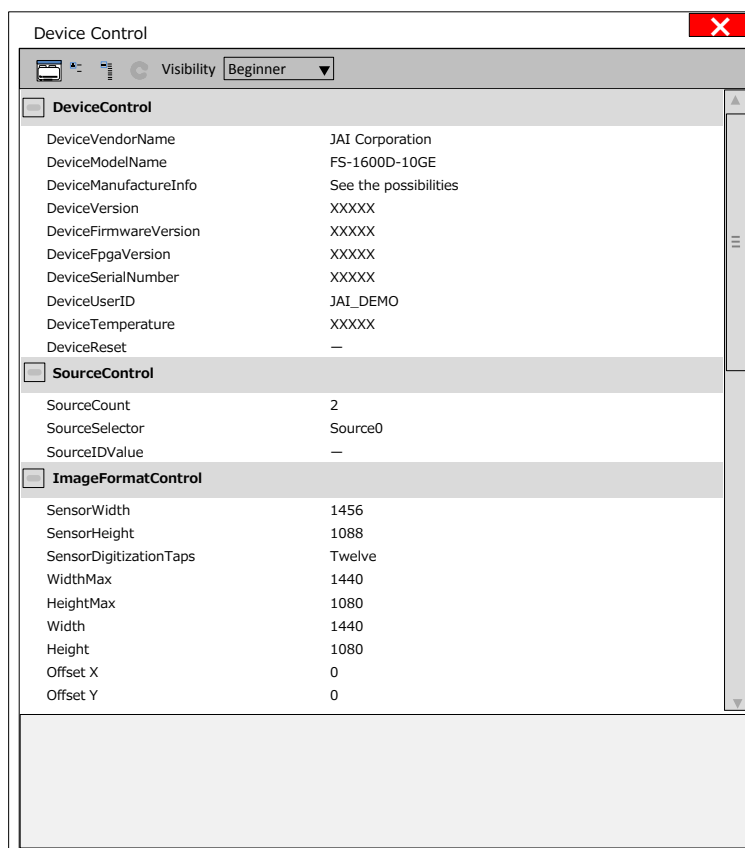 Device Control
Visibility Beginner
DeviceControl
DeviceVendorName JAI Corporation
DeviceModelName FS-1600D-10GE
DeviceManufactureInfo See the possibilities
DeviceVersion XXXXX
DeviceFirmwareVersion XXXXX
DeviceFpgaVersion XXXXX
DeviceSerialNumber XXXXX
DeviceUserID JAI_DEMO
DeviceTemperature XXXXX
DeviceReset —
SourceControl
SourceCount 2
SourceSelector Source0
SourceIDValue —
ImageFormatControl
SensorWidth 1456
SensorHeight 1088
SensorDigitizationTaps Twelve
WidthMax 1440
HeightMax 1080
Width 1440
Height 1080
Offset X 0
Offset Y 0